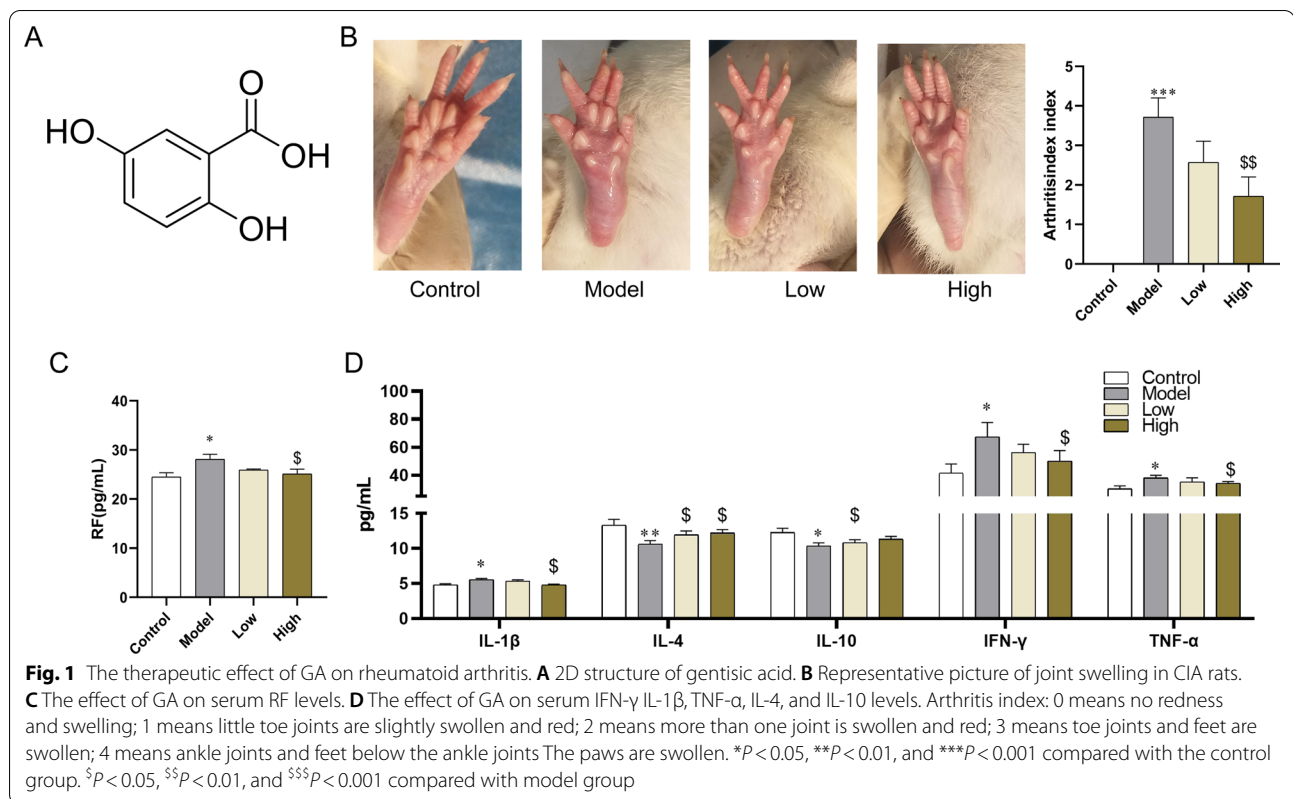 A
HO
O
OH
OH
B
Control
Model
Low
High
Arthritisindex index
5
4
3
2
1
0
***
$$
Control
Model
Low
High
C
RF(pg/mL)
40
30
20
10
0
*
$
Control
Model
Low
High
D
pg/mL
100
80
60
40
15
10
5
0
*
$
**
$
$
*
$
*
$
*
$
IL-1β
IL-4
IL-10
IFN-γ
TNF-α
Control
Model
Low
High
Fig. 1 The therapeutic effect of GA on rheumatoid arthritis. A 2D structure of gentisic acid. B Representative picture of joint swelling in CIA rats.
C The effect of GA on serum RF levels. D The effect of GA on serum IFN-γ IL-1β, TNF-α, IL-4, and IL-10 levels. Arthritis index: 0 means no redness
and swelling; 1 means little toe joints are slightly swollen and red; 2 means more than one joint is swollen and red; 3 means toe joints and feet are
swollen; 4 means ankle joints and feet below the ankle joints The paws are swollen. *P < 0.05, **P < 0.01, and ***P < 0.001 compared with the control
group. $P < 0.05, $$P < 0.01, and $$$P < 0.001 compared with model group